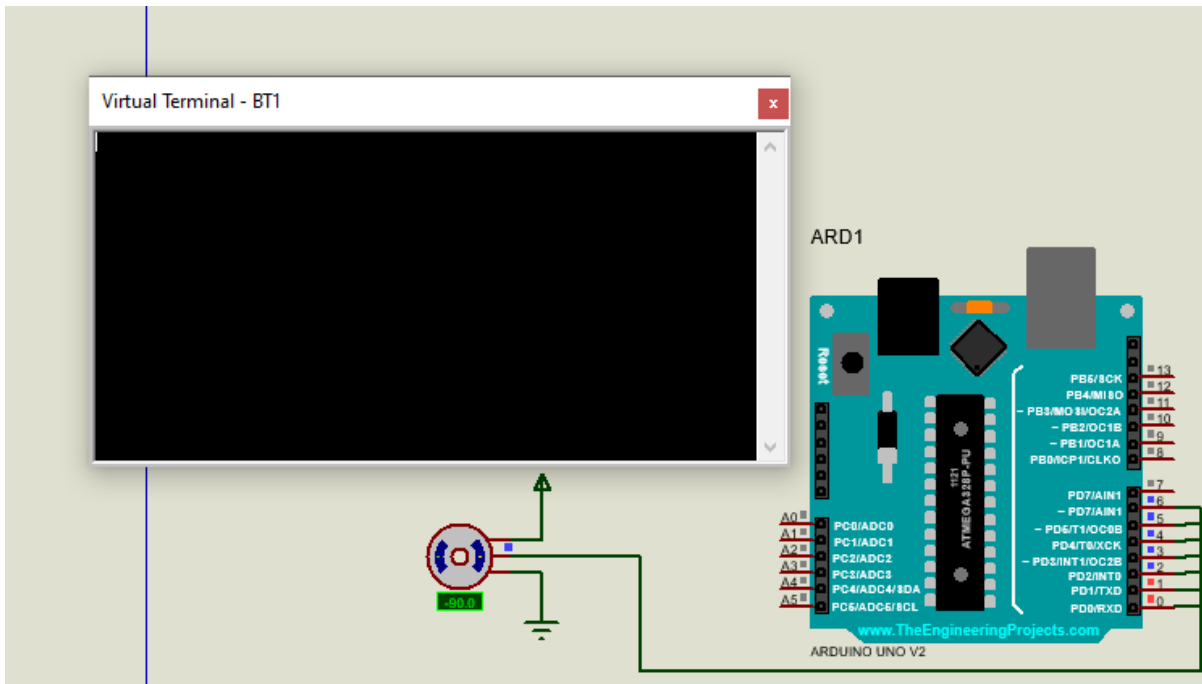 Virtual Terminal - BT1
x
ARD1
Reset
1121
ATMEGA328P-PU
PB5/SCK 13
PB4/MISO 12
~ PB3/MOSI/OC2A 11
~ PB2/OC1B 10
~ PB1/OC1A 9
PB0/ICP1/CLKO 8
PD7/AIN1 7
~ PD7/AIN1 6
~ PD5/T1/OC0B 5
PD4/T0/XCK 4
~ PD3/INT1/OC2B 3
PD2/INT0 2
PD1/TXD 1
PD0/RXD 0
A0 PC0/ADC0
A1 PC1/ADC1
A2 PC2/ADC2
A3 PC3/ADC3
A4 PC4/ADC4/SDA
A5 PC5/ADC5/SCL
-90.0
www.TheEngineeringProjects.com
ARDUINO UNO V2